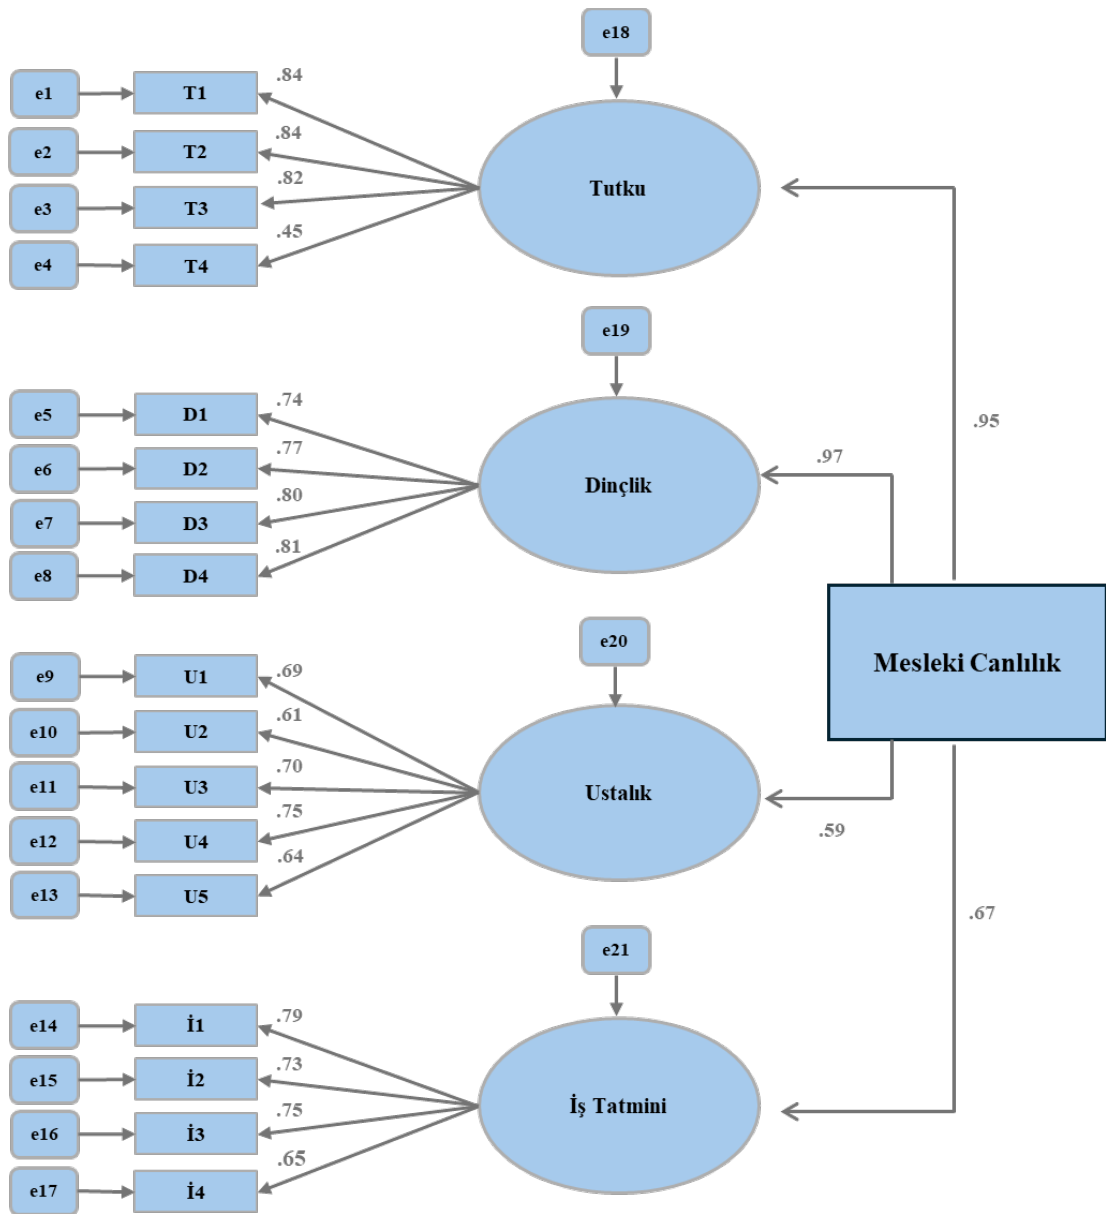 e18
e1 T1 .84
e2 T2 .84
Tutku
e3 T3 .82
e4 T4 .45
e19
e5 D1 .74
.95
e6 D2 .77
.97
Dinçlik
e7 D3 .80
e8 D4 .81
e20
Mesleki Canlılık
e9 U1 .69
e10 U2 .61
e11 U3 .70
Ustalık
e12 U4 .75
.59
e13 U5 .64
.67
e21
e14 İ1 .79
e15 İ2 .73
İş Tatmini
e16 İ3 .75
e17 İ4 .65